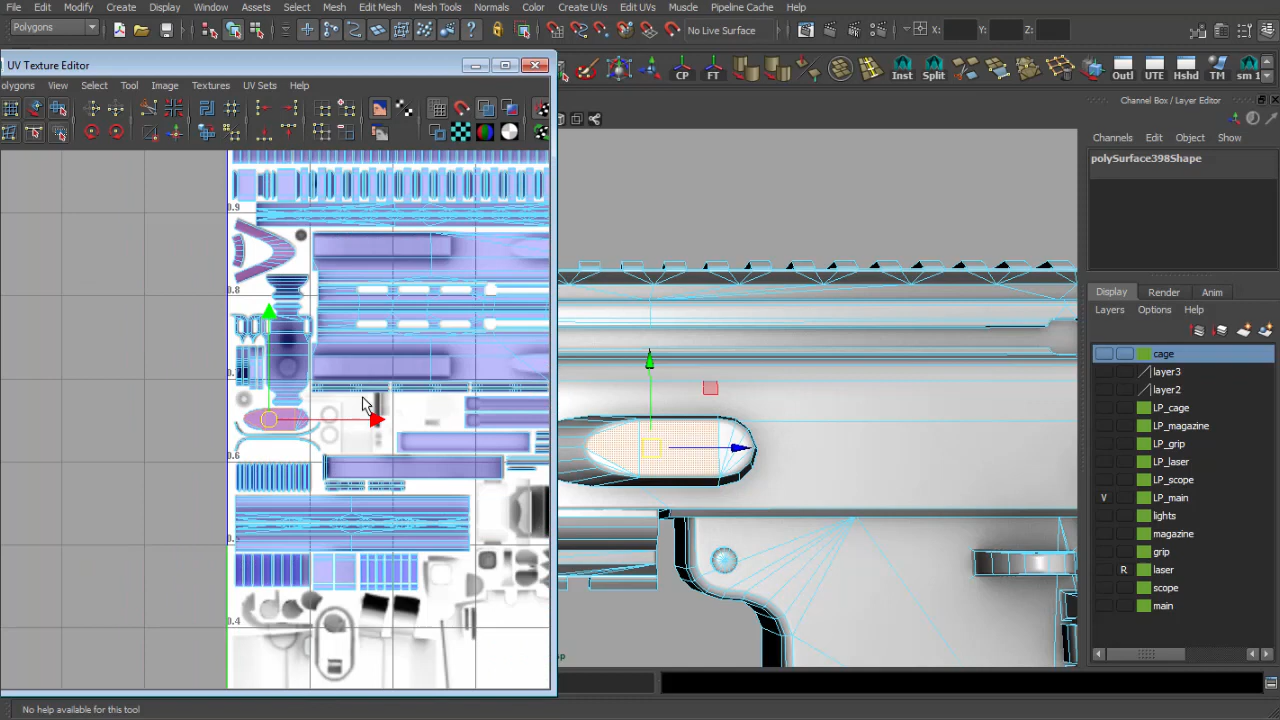 File Edit Modify Create Display Window Assets Select Mesh Edit Mesh Mesh Tools Normals Color Create UVs Edit UVs Muscle Pipeline Cache Help
Polygons No Live Surface X: Y: Z:
UV Texture Editor
CP FT Inst Split Outl UTE Hshd TM sm 1
olygons View Select Tool Image Textures UV Sets Help
Channel Box / Layer Editor
Channels Edit Object Show
polySurface398Shape
0.9
0.8
0.6
0.4
Display Render Anim
Layers Options Help
cage
layer3
layer2
LP_cage
LP_magazine
LP_grip
LP_laser
LP_scope
V LP_main
lights
magazine
grip
R laser
scope
main
No help available for this tool